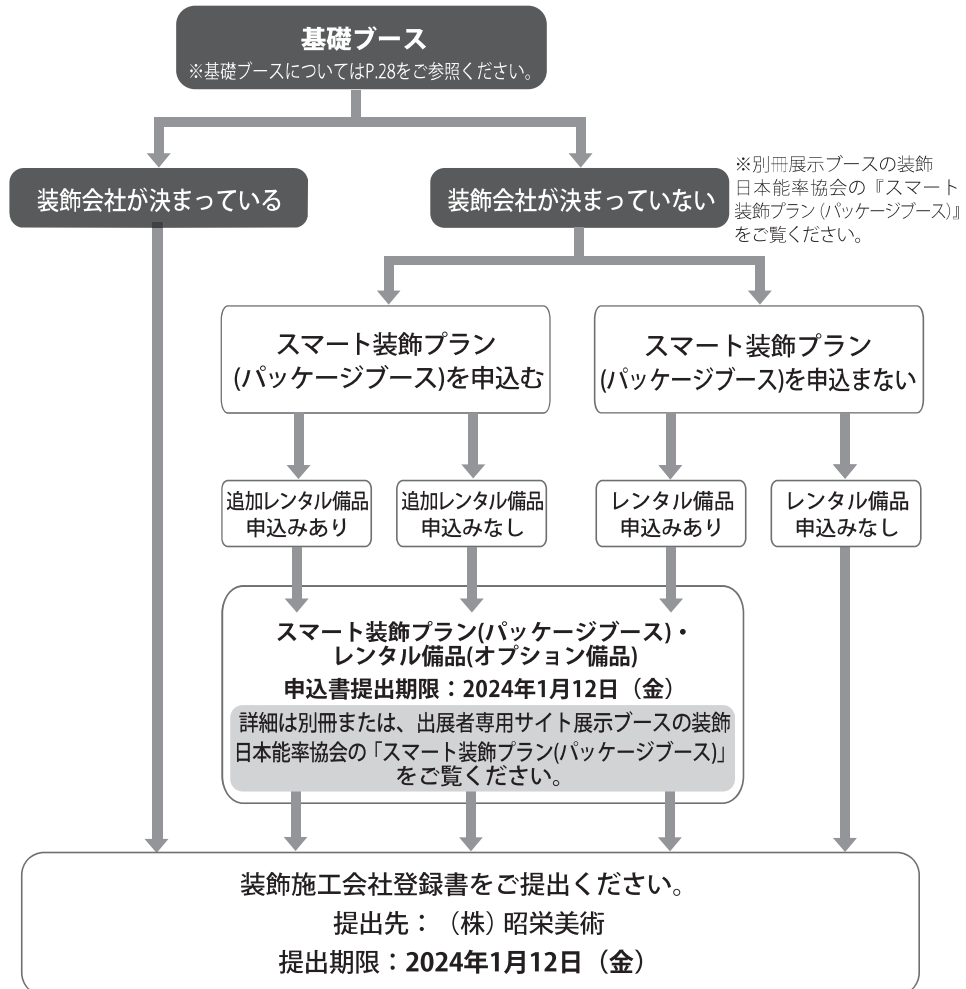 基礎ブース
※基礎ブースについてはP.28をご参照ください。
装飾会社が決まっている
装飾会社が決まっていない
※別冊展示ブースの装飾
日本能率協会の『スマート
装飾プラン（パッケージブース）』
をご覧ください。
スマート装飾プラン
(パッケージブース)を申込む
スマート装飾プラン
(パッケージブース)を申込まない
追加レンタル備品
申込みあり
追加レンタル備品
申込みなし
レンタル備品
申込みあり
レンタル備品
申込みなし
スマート装飾プラン(パッケージブース)・
レンタル備品(オプション備品)
申込書提出期限：2024年1月12日（金）
詳細は別冊または、出展者専用サイト展示ブースの装飾
日本能率協会の「スマート装飾プラン(パッケージブース)」
をご覧ください。
装飾施工会社登録書をご提出ください。
提出先：（株）昭栄美術
提出期限：2024年1月12日（金）